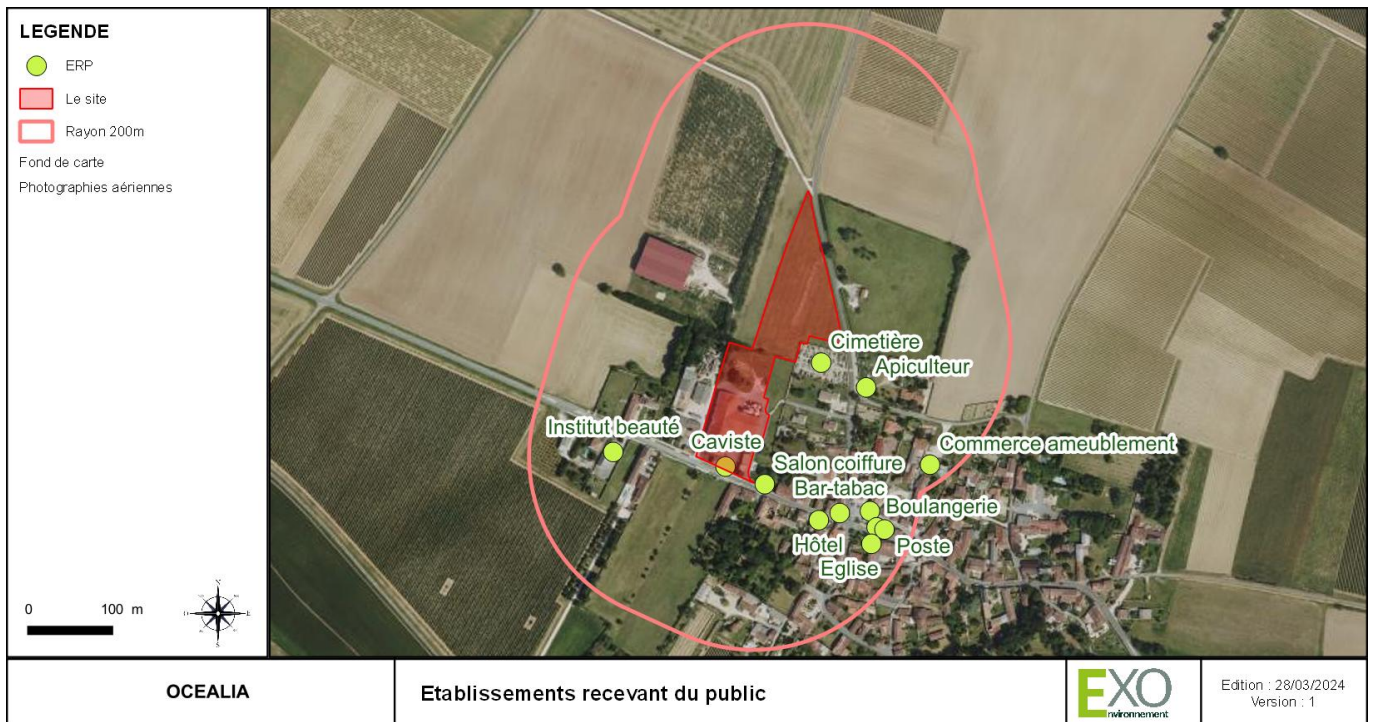 LEGENDE
ERP
Le site
Rayon 200m
Fond de carte
Photographies aériennes
0 100 m
N
S
E
Cimetière
Apiculteur
Institut beauté
Caviste
Commerce ameublement
Salon coiffure
Bar-tabac
Boulangerie
Hôtel
Poste
Eglise
OCEALIA
Etablissements recevant du public
EXO
Environnement
Edition : 28/03/2024
Version : 1